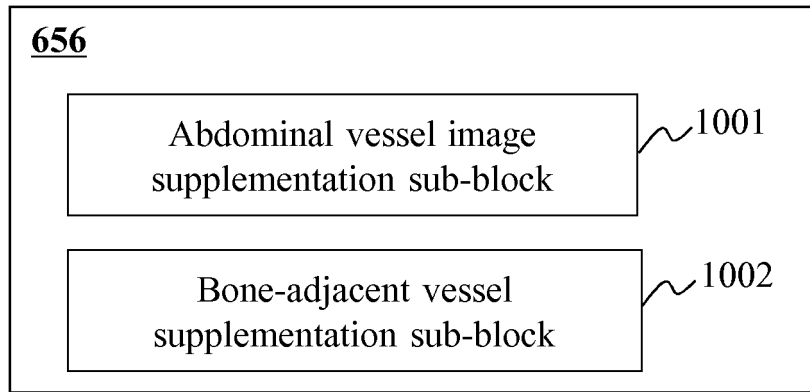 656
Abdominal vessel image
supplementation sub-block
1001
Bone-adjacent vessel
supplementation sub-block
1002